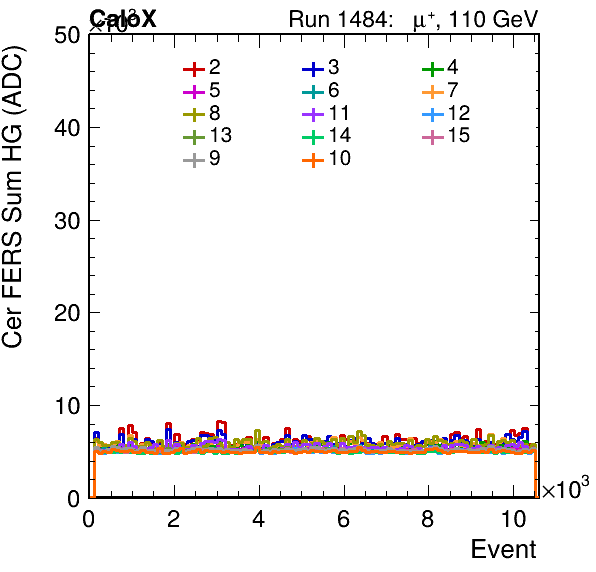 CaloX
×10³
Run 1484: μ⁺, 110 GeV
50
40
30
20
10
0
Cer FERS Sum HG (ADC)
2 3 4
5 6 7
8 11 12
13 14 15
9 10
0 2 4 6 8 10
×10³
Event